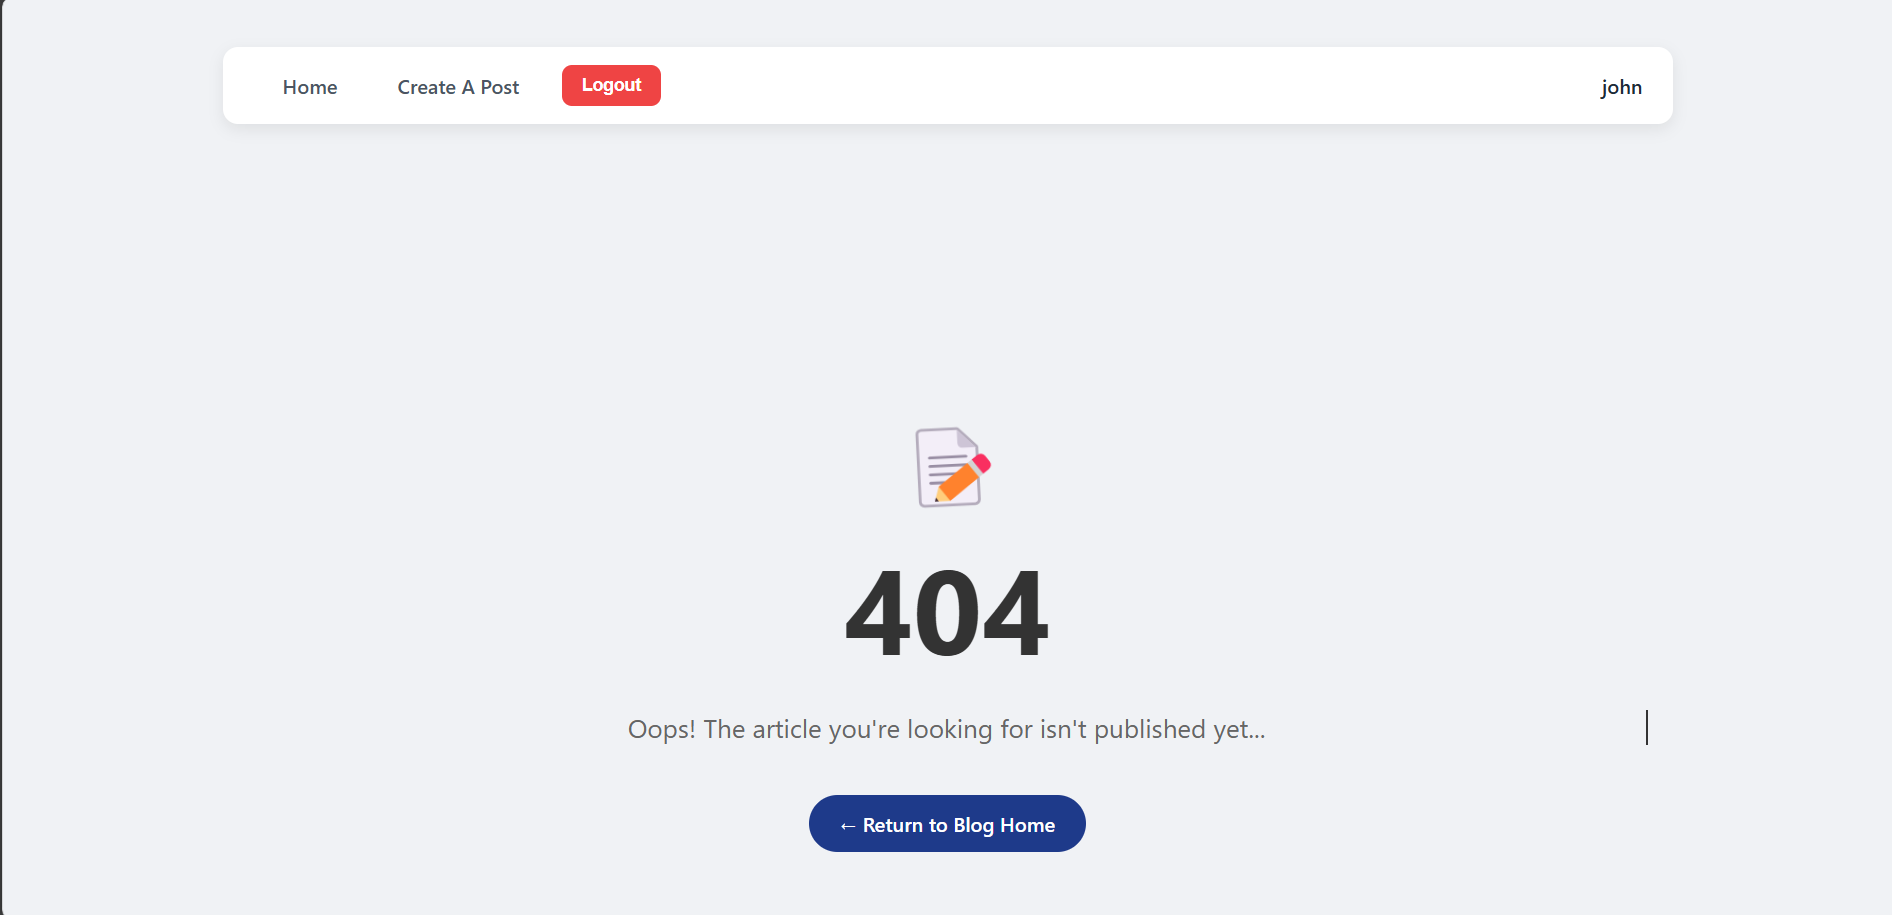 Home Create A Post Logout john
404
Oops! The article you're looking for isn't published yet...
← Return to Blog Home